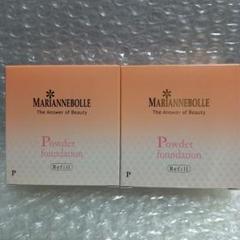 MARIANNEBOLLE
The Answer of Beauty
Powder
foundation
Refill
P
MARIANNEBOLLE
The Answer of Beauty
Powder
foundation
Refill
P